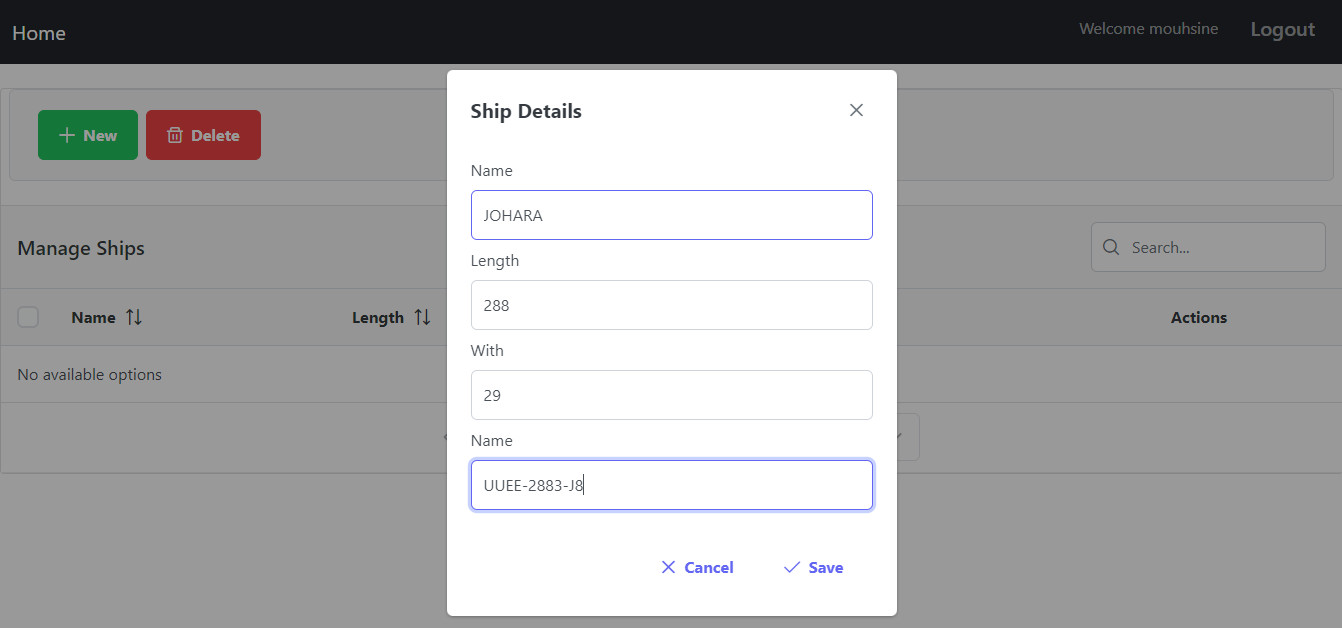 Home
Welcome mouhsine
Logout
New
Delete
Manage Ships
Search...
Name
Length
Actions
No available options
Ship Details
Name
JOHARA
Length
288
With
29
Name
UUEE-2883-J8
Cancel
Save